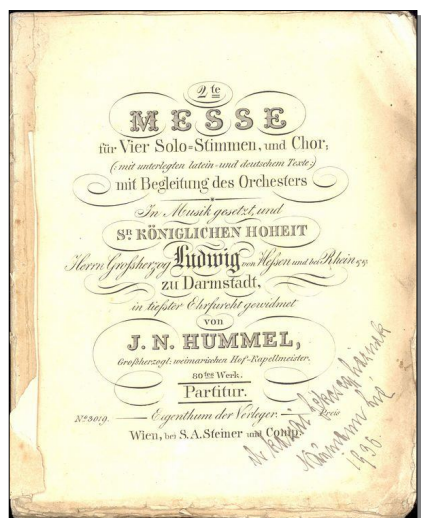 2te
MESSE
für Vier Solo=Stimmen, und Chor;
(: mit unterlegten latein- und deutschem Texte :)
mit Begleitung des Orchesters
In Musik gesetzt, und
Sr. KÖNIGLICHEN HOHEIT
Herrn Großherzog Ludwig von Hessen und bei Rhein
zu Darmstadt,
in tiefster Ehrfurcht gewidmet
von
J. N. HUMMEL,
Großherzogl: weimarischen Hof-Kapellmeister.
80tes Werk.
Partitur.
No. 3019. Eigenthum der Verleger. Preis
Wien, bei S. A. Steiner und Comp.